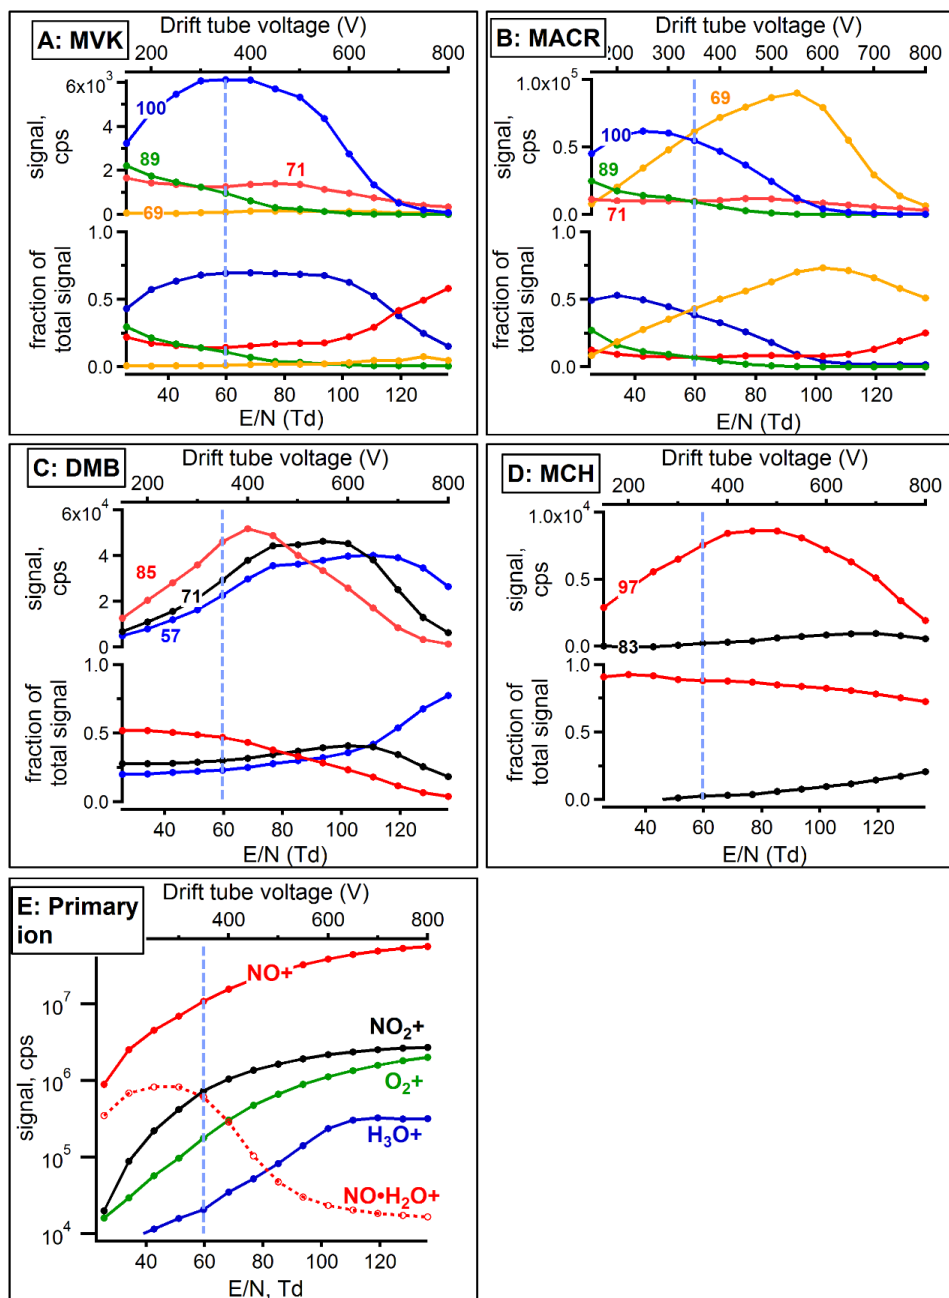 Drift tube voltage (V)
A: MVK
200 400 600 800
6x10³
4
2
0
signal,
cps
100
89
71
69
1.0
0.5
0.0
fraction of
total signal
40 60 80 100 120
E/N (Td)
Drift tube voltage (V)
B: MACR
200 300 400 500 600 700 800
1.0x10⁵
0.5
0
signal,
cps
69
100
89
71
1.0
0.5
0.0
fraction of
total signal
40 60 80 100 120
E/N (Td)
Drift tube voltage (V)
C: DMB
200 400 600 800
6x10⁴
4
2
0
signal,
cps
85
71
57
1.0
0.5
0.0
fraction of
total signal
40 60 80 100 120
E/N (Td)
Drift tube voltage (V)
D: MCH
200 400 600 800
1.0x10⁴
0.5
0.0
signal,
cps
97
83
1.0
0.5
0.0
fraction of
total signal
40 60 80 100 120
E/N (Td)
Drift tube voltage (V)
E: Primary
ion
400 600 800
10⁷
10⁶
10⁵
10⁴
signal, cps
NO+
NO₂+
O₂+
H₃O+
NO•H₂O+
40 60 80 100 120
E/N, Td